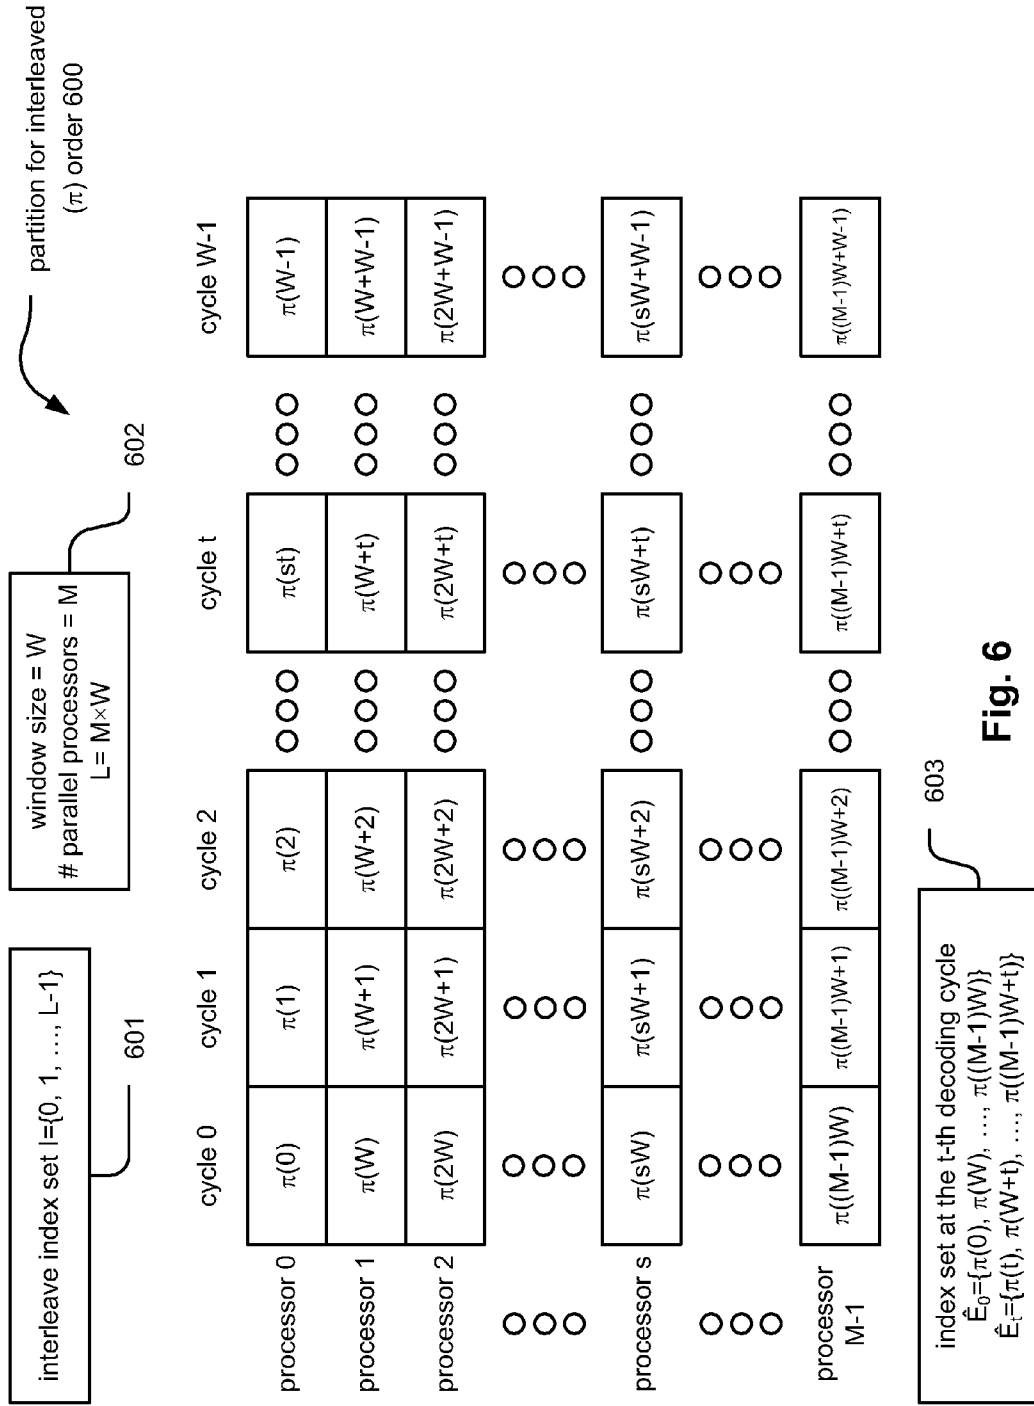 partition for interleaved
(π) order 600
interleave index set I={0, 1, …, L-1}
601
window size = W
# parallel processors = M
L= M×W
602
cycle 0 cycle 1 cycle 2 cycle t cycle W-1
processor 0 π(0) π(1) π(2) π(st) π(W-1)
processor 1 π(W) π(W+1) π(W+2) π(W+t) π(W+W-1)
processor 2 π(2W) π(2W+1) π(2W+2) π(2W+t) π(2W+W-1)
processor s π(sW) π(sW+1) π(sW+2) π(sW+t) π(sW+W-1)
processor
M-1
π((M-1)W) π((M-1)W+1) π((M-1)W+2) π((M-1)W+t) π((M-1)W+W-1)
index set at the t-th decoding cycle
Ê₀={π(0), π(W), …, π((M-1)W)}
Êₜ={π(t), π(W+t), …, π((M-1)W+t)}
603
Fig. 6